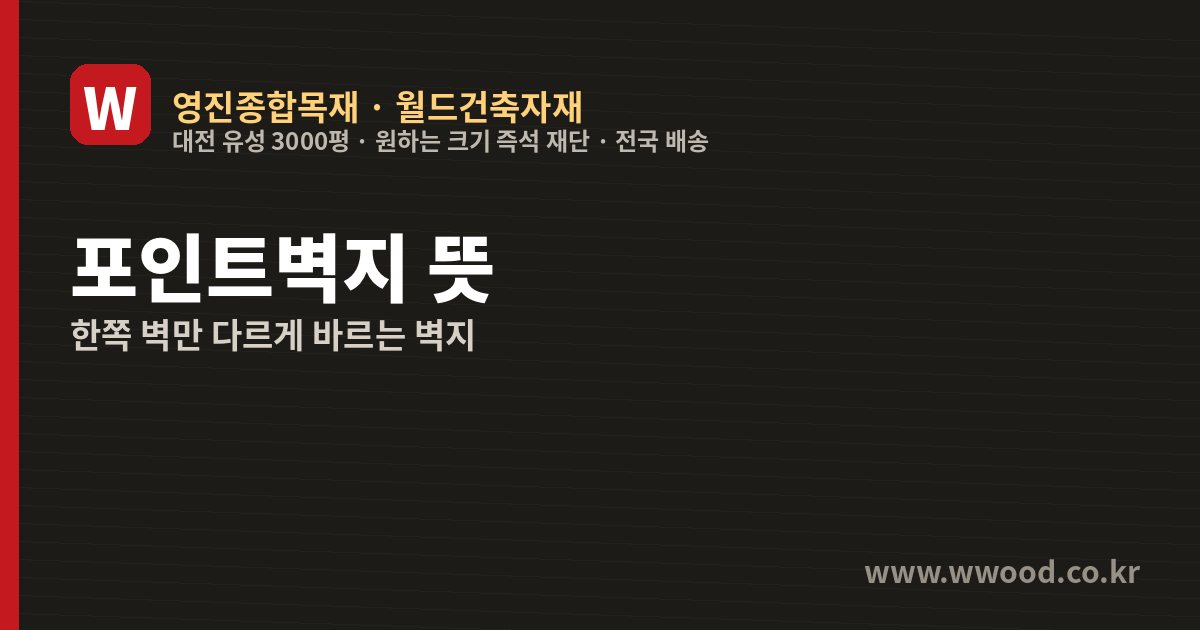 W
영진종합목재 · 월드건축자재
대전 유성 3000평 · 원하는 크기 즉석 재단 · 전국 배송
포인트벽지 뜻
한쪽 벽만 다르게 바르는 벽지
www.wwood.co.kr